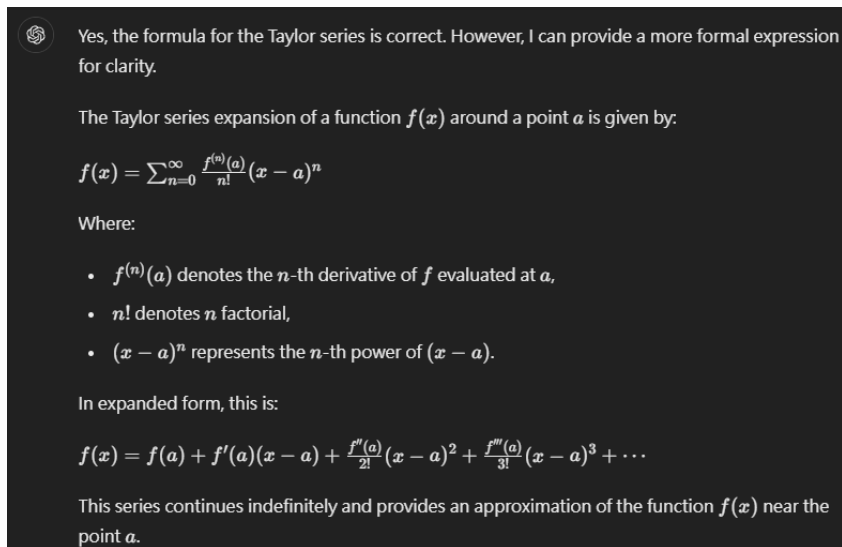 Yes, the formula for the Taylor series is correct. However, I can provide a more formal expression
for clarity.
The Taylor series expansion of a function f(x) around a point a is given by:
f(x) = ∑_{n=0}^{∞} \frac{f^{(n)}(a)}{n!}(x − a)^n
Where:
• f^{(n)}(a) denotes the n-th derivative of f evaluated at a,
• n! denotes n factorial,
• (x − a)^n represents the n-th power of (x − a).
In expanded form, this is:
f(x) = f(a) + f′(a)(x − a) + \frac{f″(a)}{2!}(x − a)^2 + \frac{f‴(a)}{3!}(x − a)^3 + ⋯
This series continues indefinitely and provides an approximation of the function f(x) near the
point a.